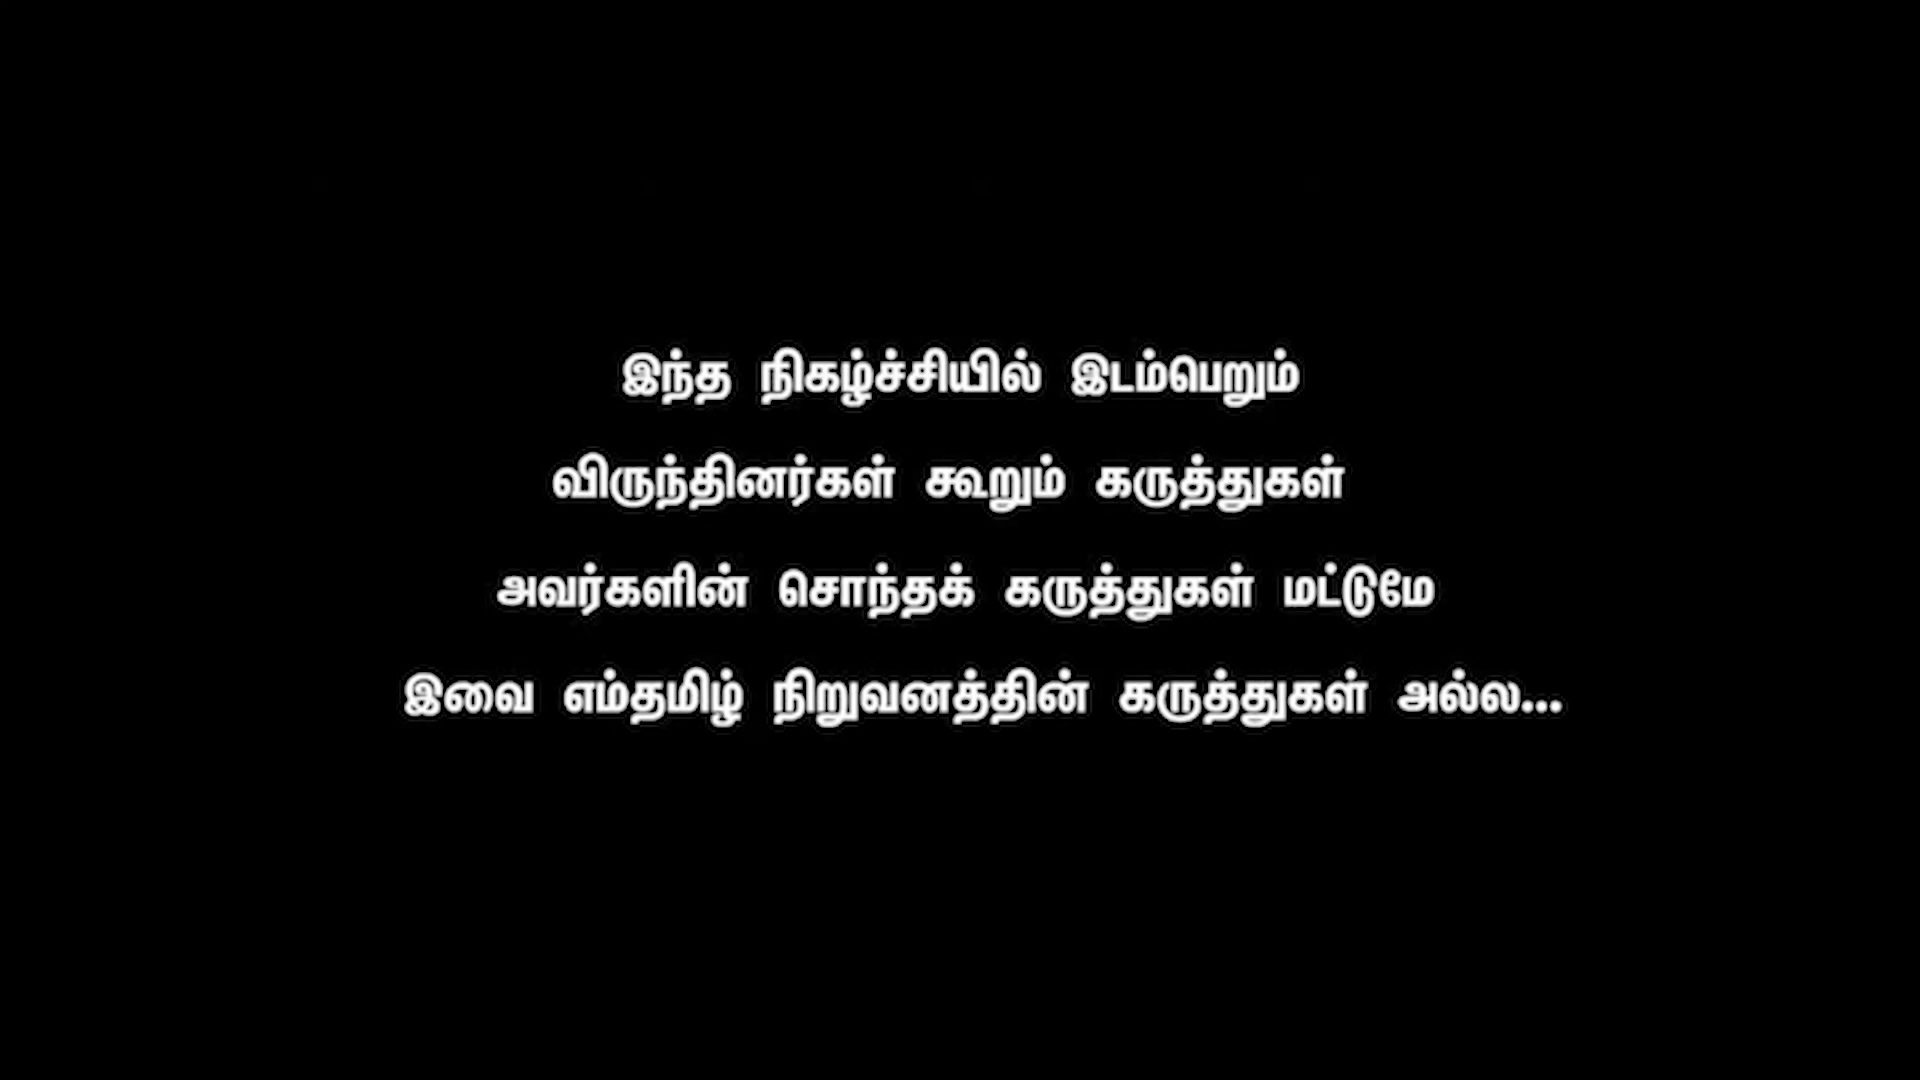 இந்த நிகழ்ச்சியில் இடம்பெறும்
விருந்தினர்கள் கூறும் கருத்துகள்
அவர்களின் சொந்தக் கருத்துகள் மட்டுமே
இவை எம்தமிழ் நிறுவனத்தின் கருத்துகள் அல்ல...